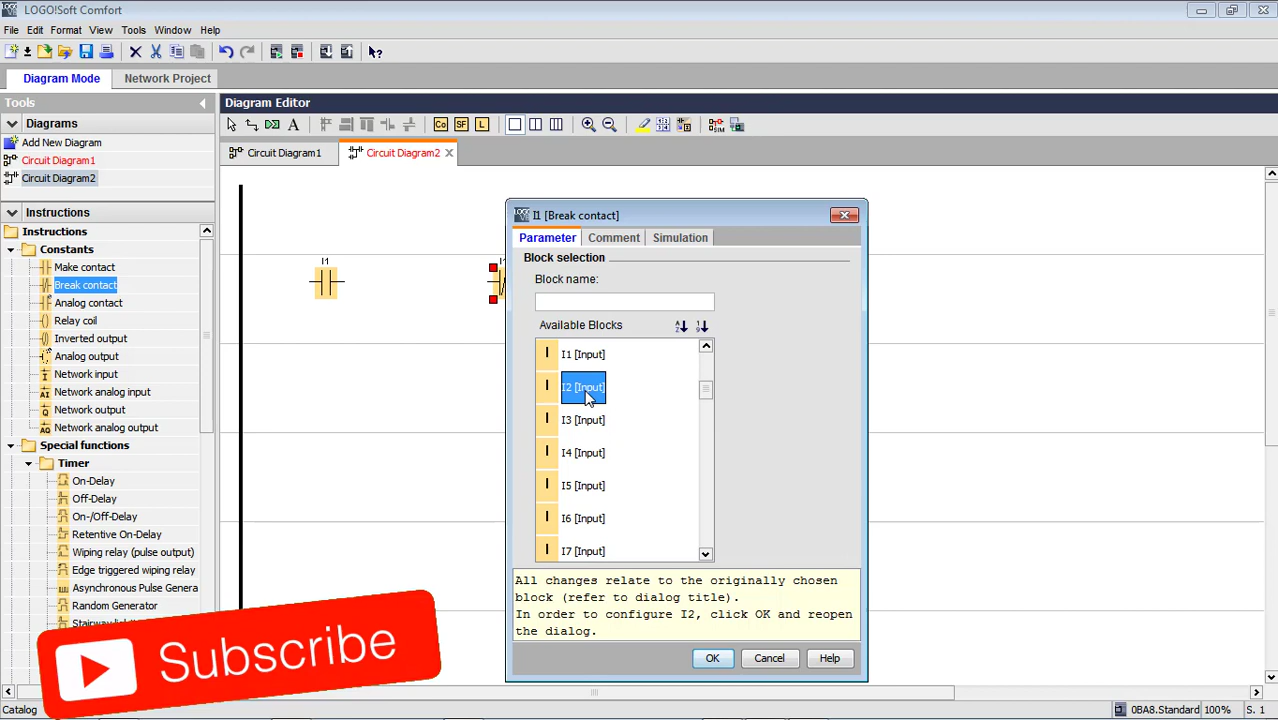 LOGO!Soft Comfort
File Edit Format View Tools Window Help
Diagram Mode Network Project
Tools
Diagrams
Add New Diagram
Circuit Diagram1
Circuit Diagram2
Instructions
Instructions
Constants
Make contact
Break contact
Analog contact
Relay coil
Inverted output
Analog output
Network input
Network analog input
Network output
Network analog output
Special functions
Timer
On-Delay
Off-Delay
On-/Off-Delay
Retentive On-Delay
Wiping relay (pulse output)
Edge triggered wiping relay
Asynchronous Pulse Genera
Random Generator
Diagram Editor
A Co SF L
Circuit Diagram1 Circuit Diagram2
I1
I1 [Break contact]
Parameter Comment Simulation
Block selection
Block name:
Available Blocks
I I1 [Input]
I I2 [Input]
I I3 [Input]
I I4 [Input]
I I5 [Input]
I I6 [Input]
I I7 [Input]
All changes relate to the originally chosen
block (refer to dialog title).
In order to configure I2, click OK and reopen
the dialog.
OK Cancel Help
Subscribe
Catalog
0BA8.Standard 100% S. 1